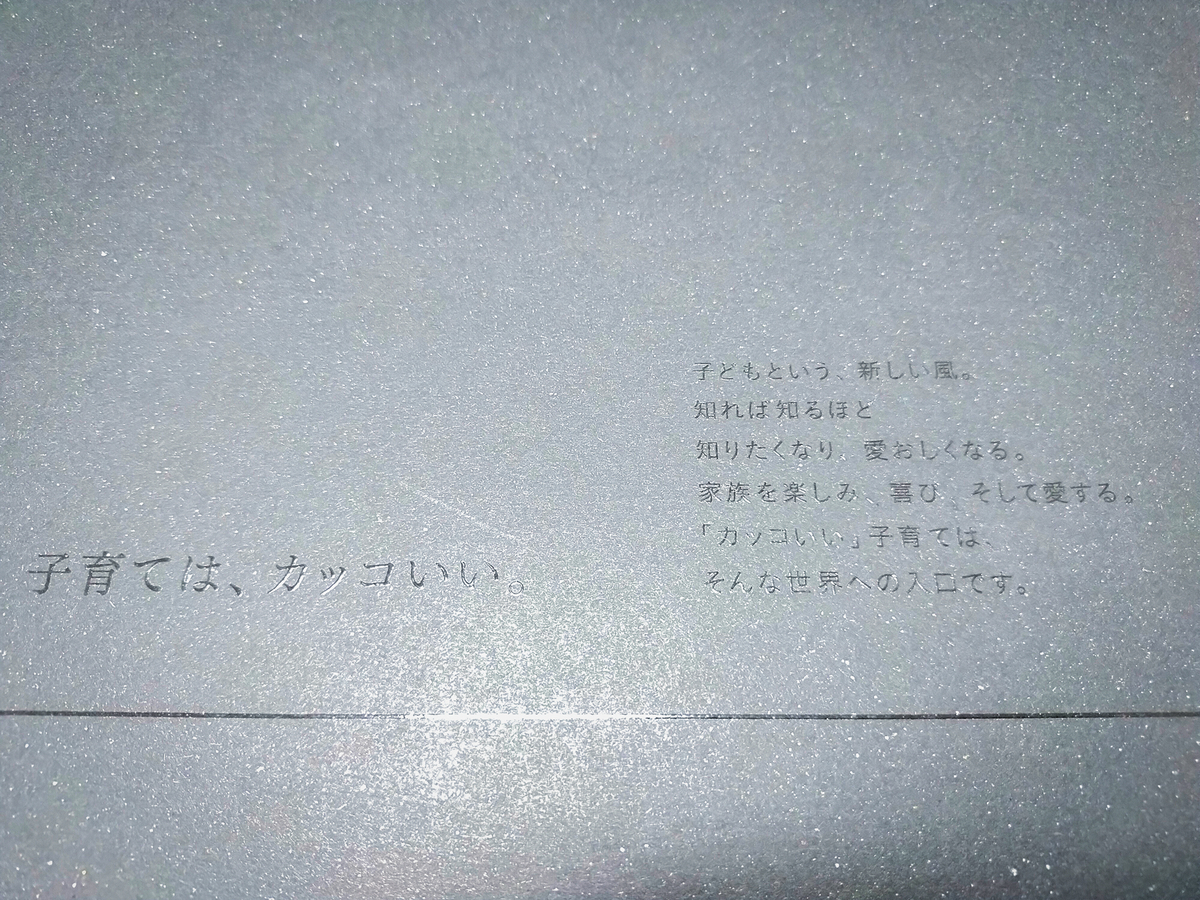 子育ては、カッコいい。
子どもという、新しい風。
知れば知るほど
知りたくなり、愛おしくなる。
家族を楽しみ、喜び、そして愛する。
「カッコいい」子育ては、
そんな世界への入口です。